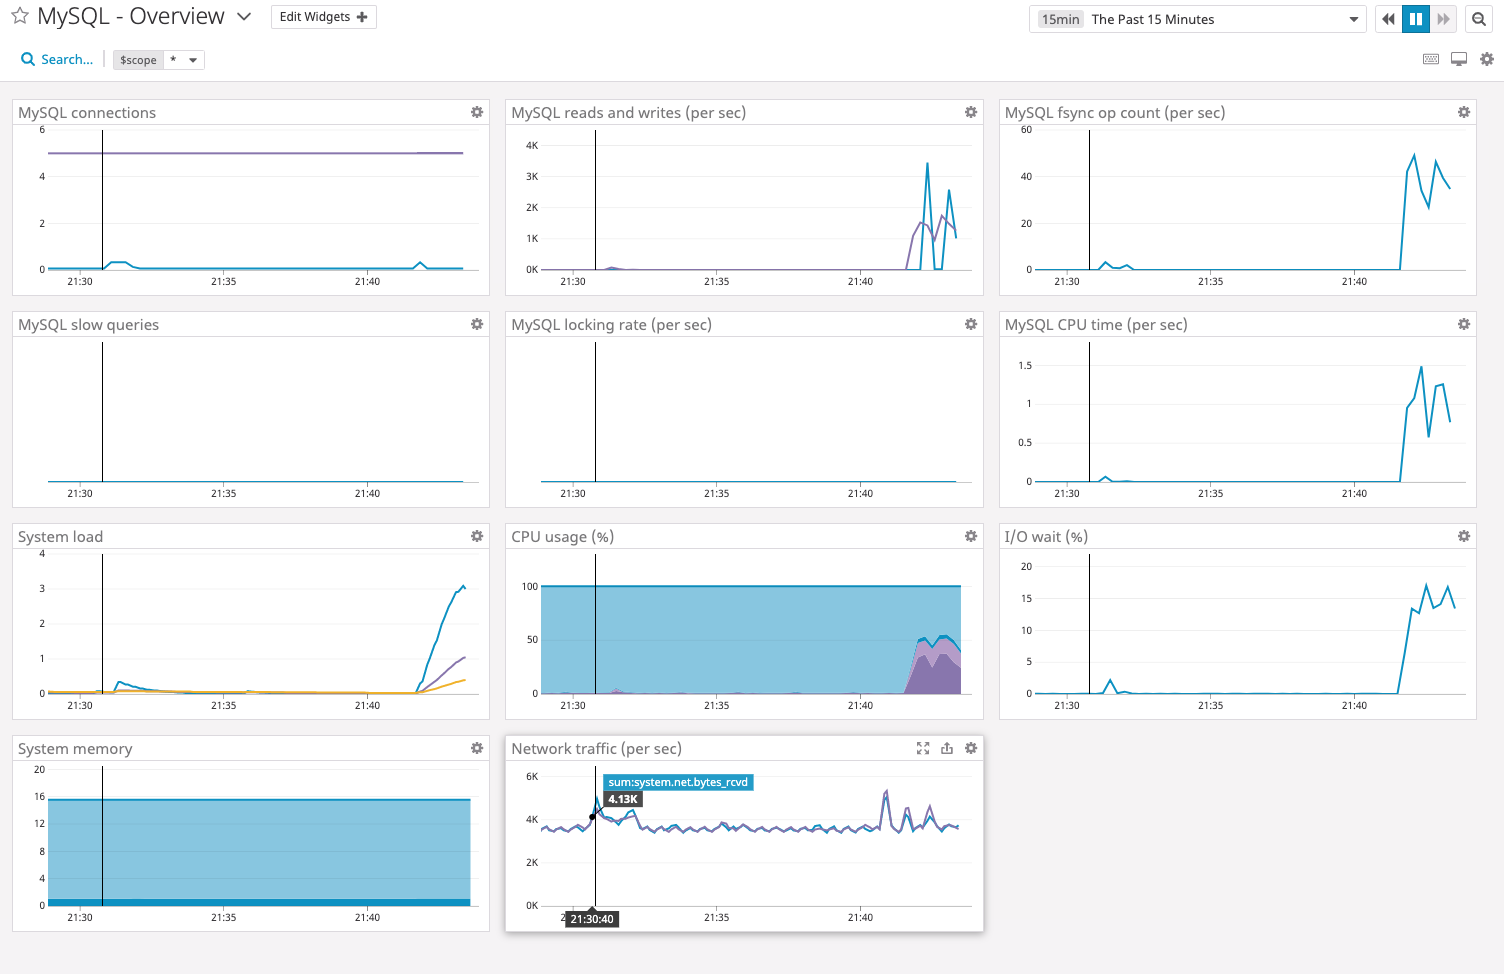 MySQL - Overview
Edit Widgets +
15min The Past 15 Minutes
Search...
$scope *
MySQL connections
6
4
2
0
21:30 21:35 21:40
MySQL reads and writes (per sec)
4K
3K
2K
1K
0K
21:30 21:35 21:40
MySQL fsync op count (per sec)
60
40
20
0
21:30 21:35 21:40
MySQL slow queries
21:30 21:35 21:40
MySQL locking rate (per sec)
21:30 21:35 21:40
MySQL CPU time (per sec)
1.5
1
0.5
0
21:30 21:35 21:40
System load
4
3
2
1
0
21:30 21:35 21:40
CPU usage (%)
100
50
0
21:30 21:35 21:40
I/O wait (%)
20
15
10
5
0
21:30 21:35 21:40
System memory
20
16
12
8
4
0
21:30 21:35 21:40
Network traffic (per sec)
6K
sum:system.net.bytes_rcvd
4.13K
4K
2K
0K
21:30:40 21:35 21:40